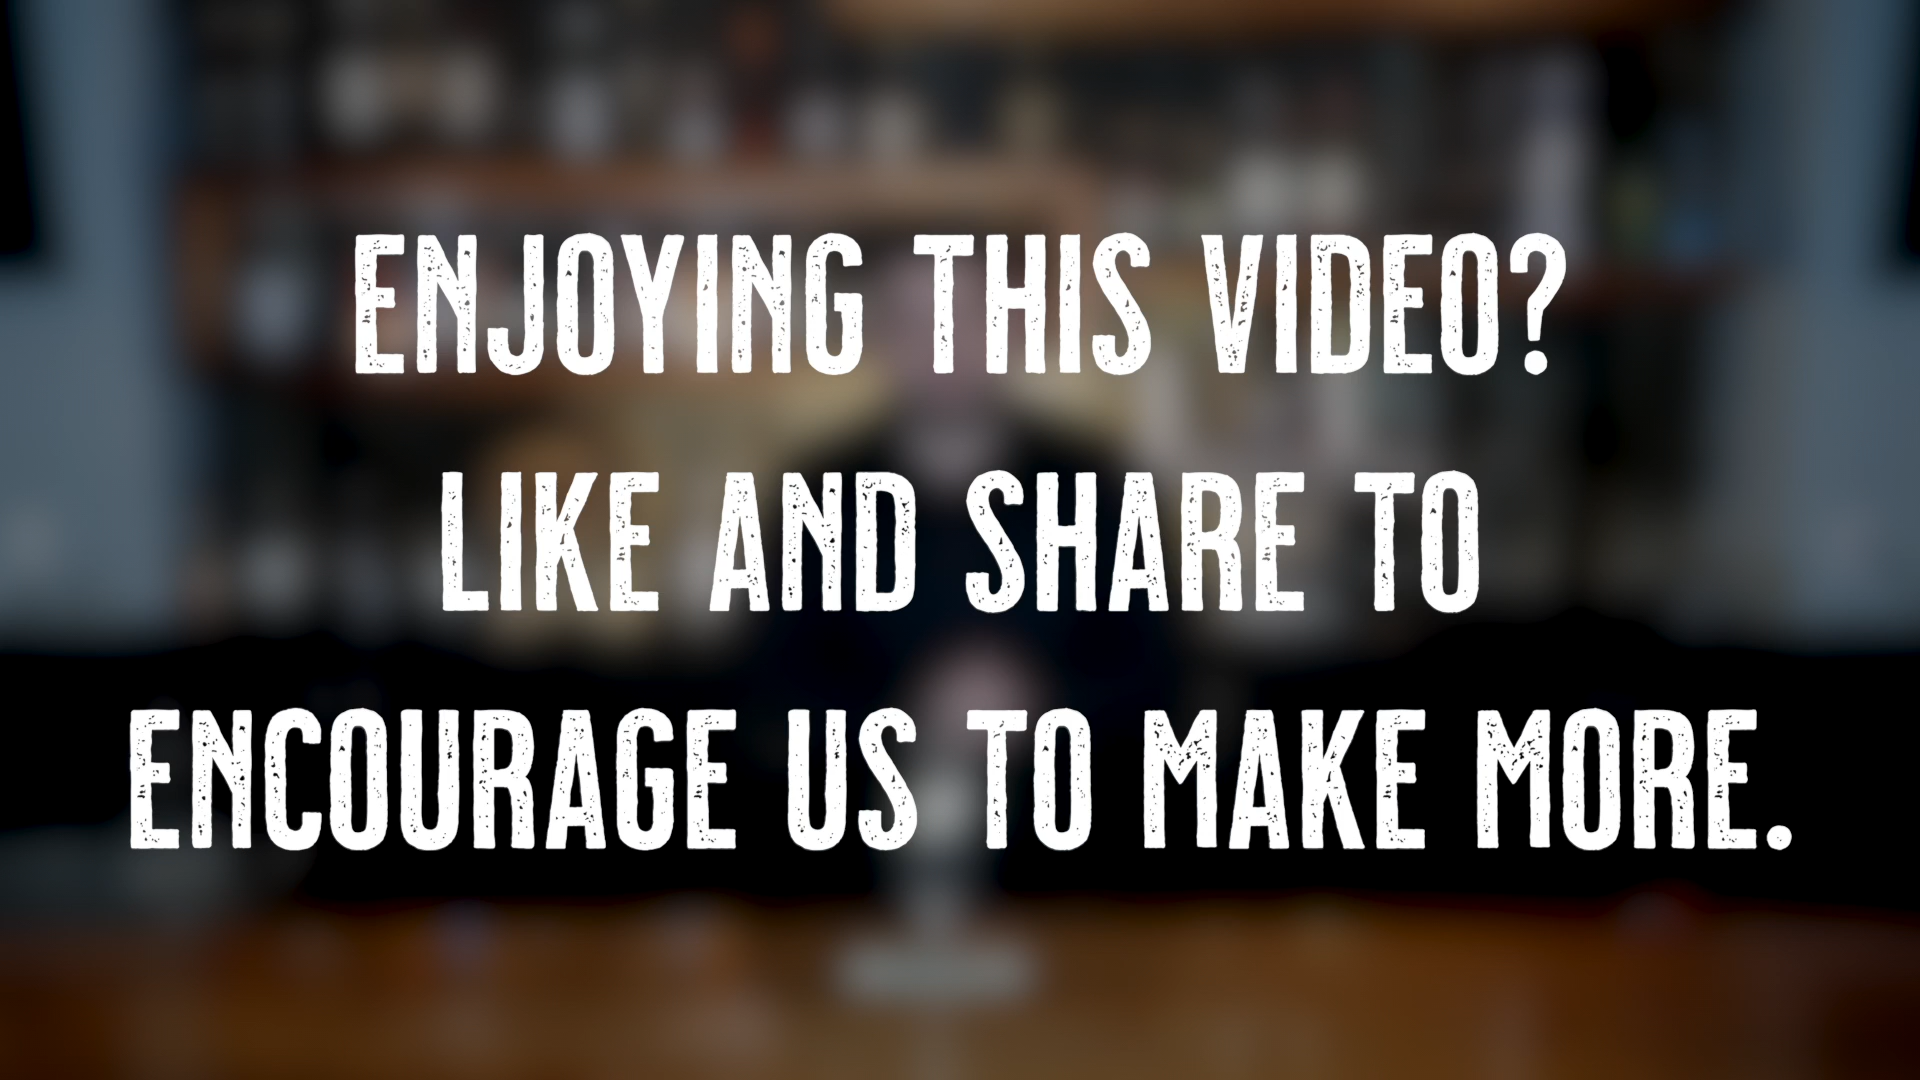 ENJOYING THIS VIDEO?
LIKE AND SHARE TO
ENCOURAGE US TO MAKE MORE.